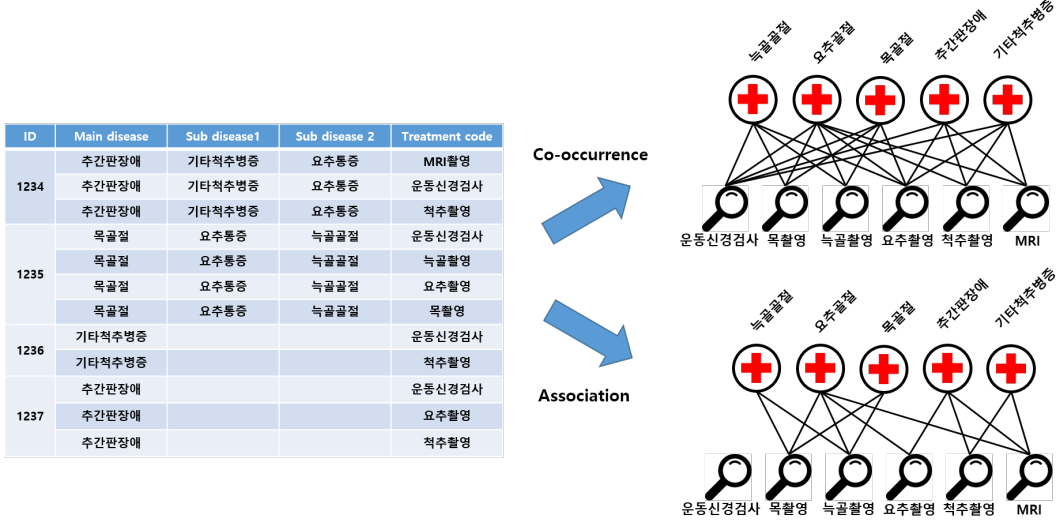 ID Main disease Sub disease1 Sub disease 2 Treatment code
1234 추간판장애 기타척추병증 요추통증 MRI촬영
추간판장애 기타척추병증 요추통증 운동신경검사
추간판장애 기타척추병증 요추통증 척추촬영
1235 목골절 요추통증 늑골골절 운동신경검사
목골절 요추통증 늑골골절 늑골촬영
목골절 요추통증 늑골골절 요추촬영
목골절 요추통증 늑골골절 목촬영
1236 기타척추병증 운동신경검사
기타척추병증 척추촬영
1237 추간판장애 운동신경검사
추간판장애 요추촬영
추간판장애 척추촬영
Co-occurrence
Association
늑골골절 요추골절 목골절 추간판장애 기타척추병증
운동신경검사 목촬영 늑골촬영 요추촬영 척추촬영 MRI
늑골골절 요추골절 목골절 추간판장애 기타척추병증
운동신경검사 목촬영 늑골촬영 요추촬영 척추촬영 MRI